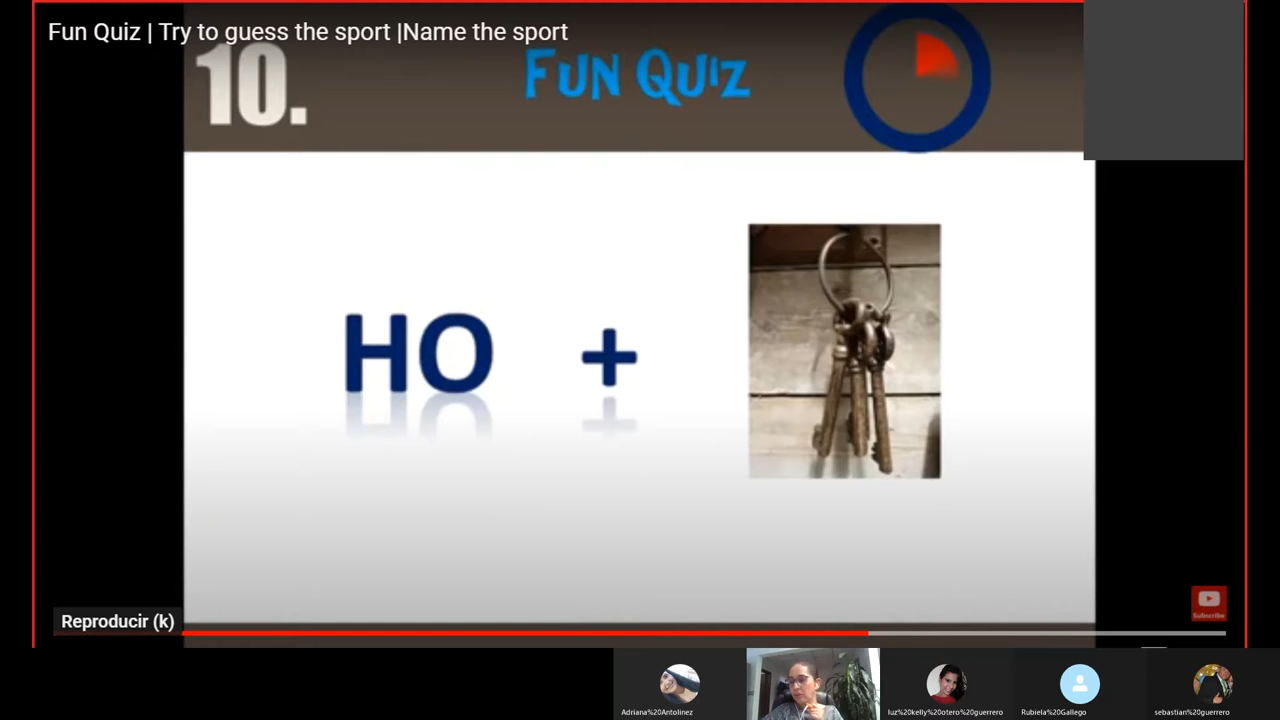 Fun Quiz | Try to guess the sport |Name the sport
10.
FUN QUIZ
HO +
Reproducir (k)
Subscribe
Adriana%20Antolinez
luz%20kelly%20otero%20guerrero
Rubiela%20Gallego
sebastian%20guerrero